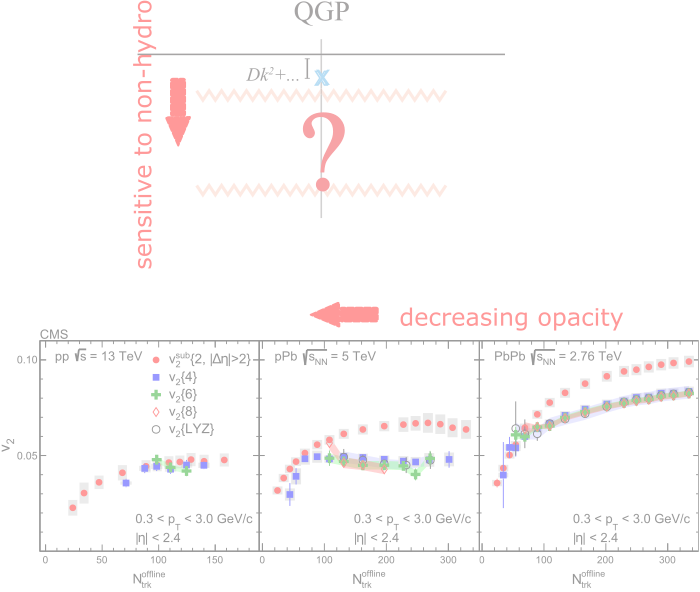 QGP
sensitive to non-hydro
Dk²+...
?
decreasing opacity
CMS
pp √s = 13 TeV
v₂ˢᵘᵇ{2, |Δη|>2}
v₂{4}
v₂{6}
v₂{8}
v₂{LYZ}
0.3 < p_T < 3.0 GeV/c
|η| < 2.4
pPb √s_NN = 5 TeV
0.3 < p_T < 3.0 GeV/c
|η| < 2.4
PbPb √s_NN = 2.76 TeV
0.3 < p_T < 3.0 GeV/c
|η| < 2.4
v₂
0.10
0.05
0 50 100 150
0 100 200 300
0 100 200 300
N_trk^offline
N_trk^offline
N_trk^offline